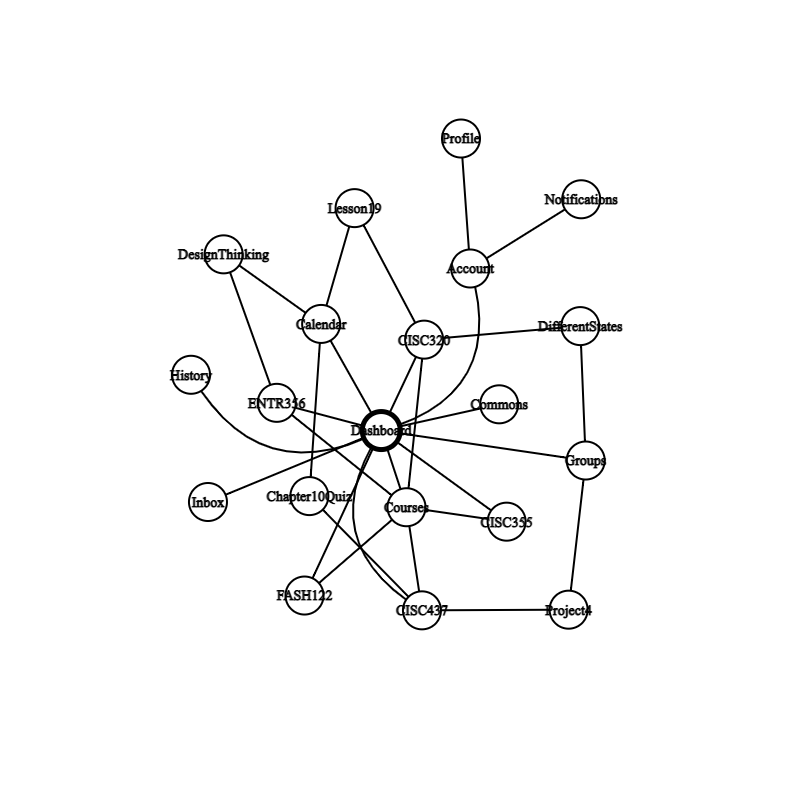 Profile
Notifications
Lesson19
DesignThinking
Account
Calendar
DifferentStates
CISC320
History
ENTR356
Commons
Dashboard
Groups
Inbox
Chapter10Quiz
Courses
CISC355
FASH122
CISC437
Project4